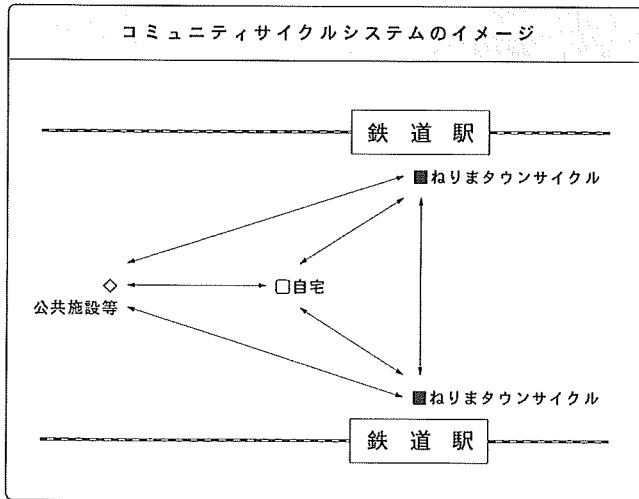 コミュニティサイクルシステムのイメージ
鉄道駅
ねりまタウンサイクル
自宅
公共施設等
ねりまタウンサイクル
鉄道駅